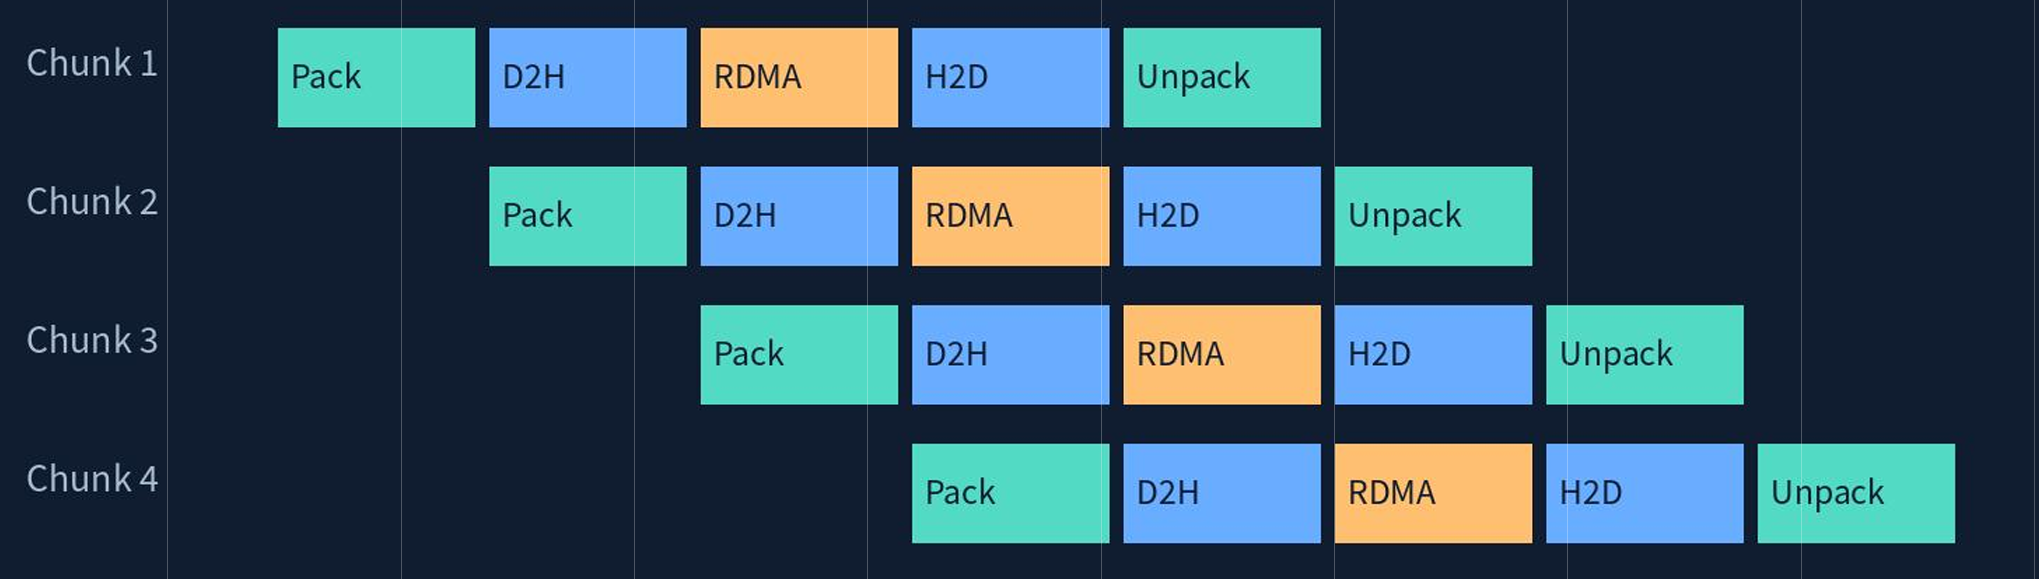 Chunk 1 Pack D2H RDMA H2D Unpack
Chunk 2 Pack D2H RDMA H2D Unpack
Chunk 3 Pack D2H RDMA H2D Unpack
Chunk 4 Pack D2H RDMA H2D Unpack